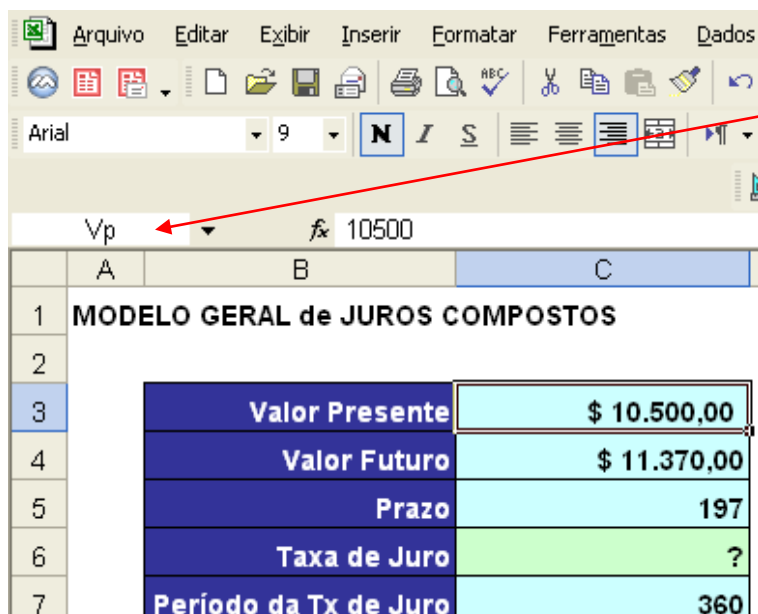 Arquivo Editar Exibir Inserir Formatar Ferramentas Dados
ABC
Arial 9 N I S a
Vp fx 10500
A B C
1 MODELO GERAL de JUROS COMPOSTOS
2
3 Valor Presente $ 10.500,00
4 Valor Futuro $ 11.370,00
5 Prazo 197
6 Taxa de Juro ?
7 Período da Tx de Juro 360